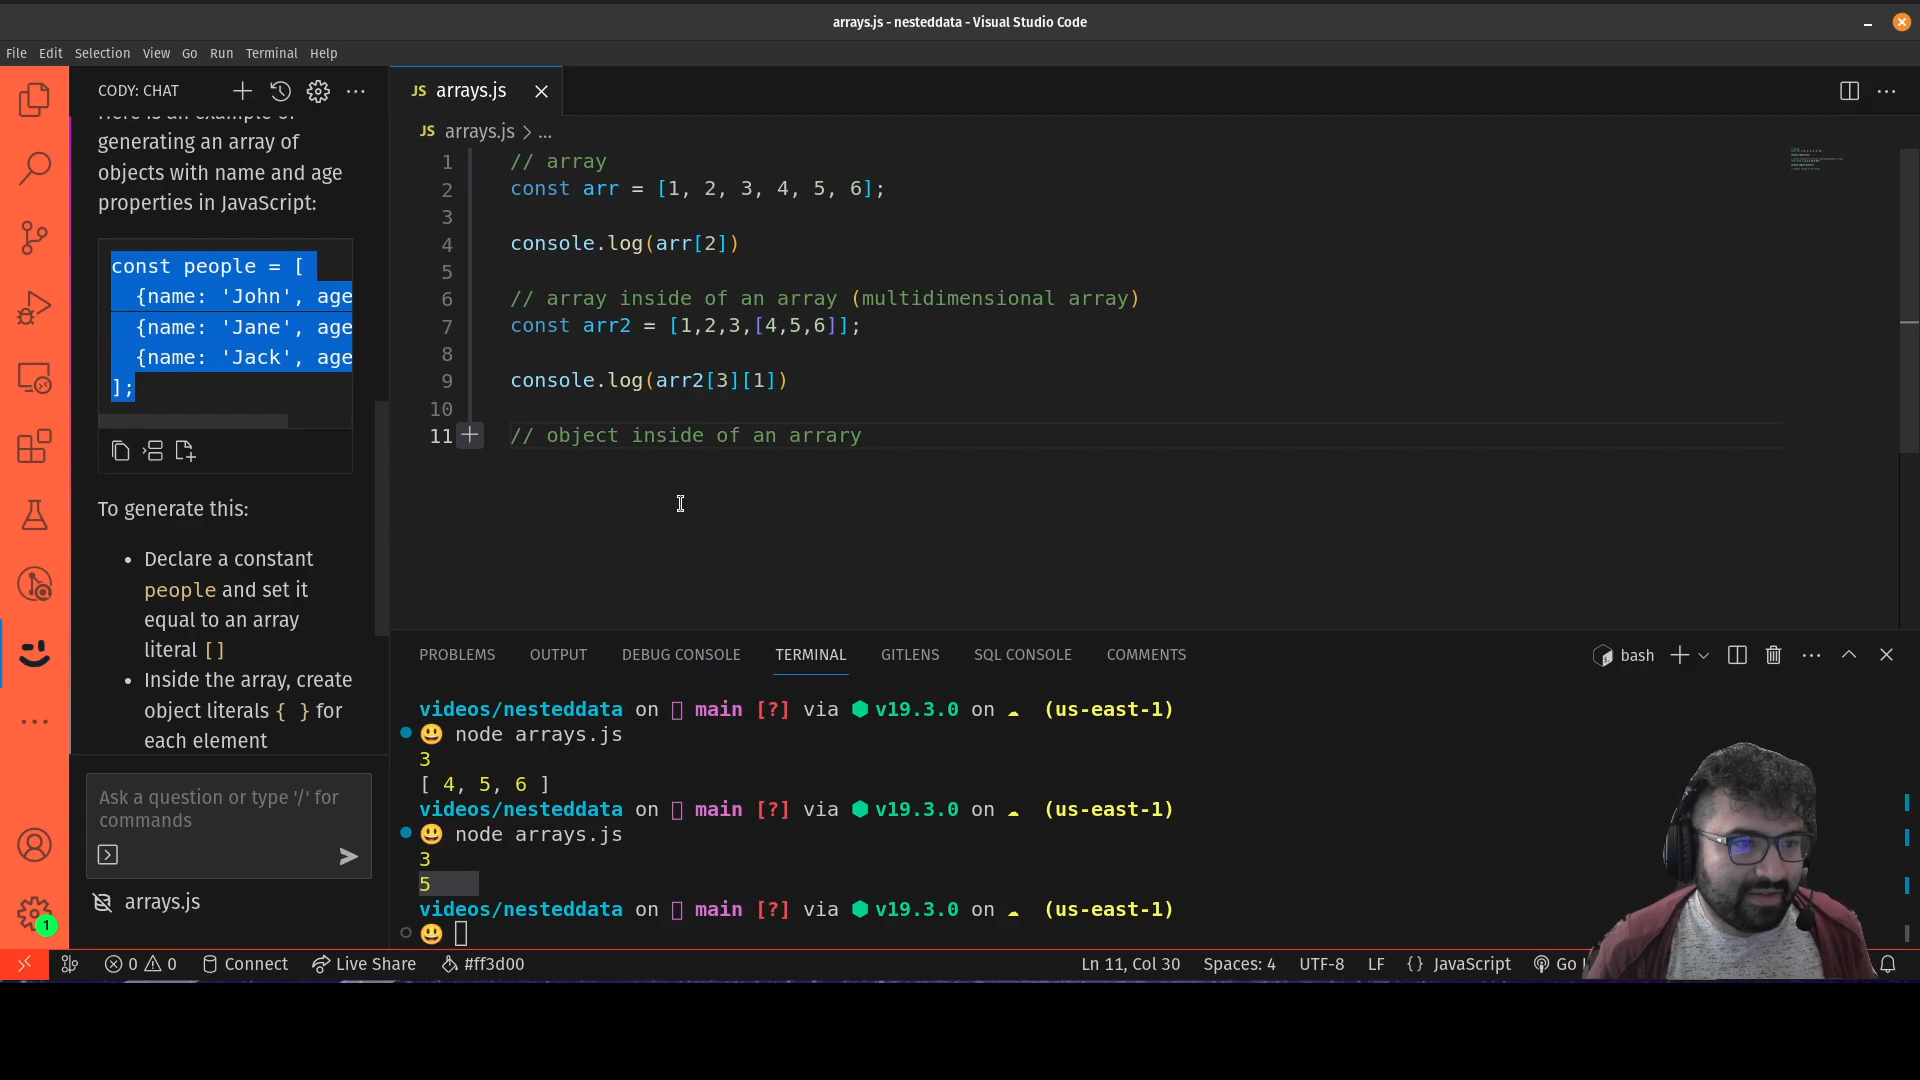 arrays.js - nesteddata - Visual Studio Code
File Edit Selection View Go Run Terminal Help
CODY: CHAT
Here is an example of
generating an array of
objects with name and age
properties in JavaScript:
const people = [
{name: 'John', age
{name: 'Jane', age
{name: 'Jack', age
];
To generate this:
• Declare a constant
people and set it
equal to an array
literal []
• Inside the array, create
object literals { } for
each element
Ask a question or type '/' for
commands
arrays.js
JS arrays.js
JS arrays.js > ...
1 // array
2 const arr = [1, 2, 3, 4, 5, 6];
3
4 console.log(arr[2])
5
6 // array inside of an array (multidimensional array)
7 const arr2 = [1,2,3,[4,5,6]];
8
9 console.log(arr2[3][1])
10
11 // object inside of an arrary
PROBLEMS OUTPUT DEBUG CONSOLE TERMINAL GITLENS SQL CONSOLE COMMENTS
bash
videos/nesteddata on main [?] via v19.3.0 on (us-east-1)
node arrays.js
3
[ 4, 5, 6 ]
videos/nesteddata on main [?] via v19.3.0 on (us-east-1)
node arrays.js
3
5
videos/nesteddata on main [?] via v19.3.0 on (us-east-1)
1
0 0 Connect Live Share #ff3d00 Ln 11, Col 30 Spaces: 4 UTF-8 LF {} JavaScript Go